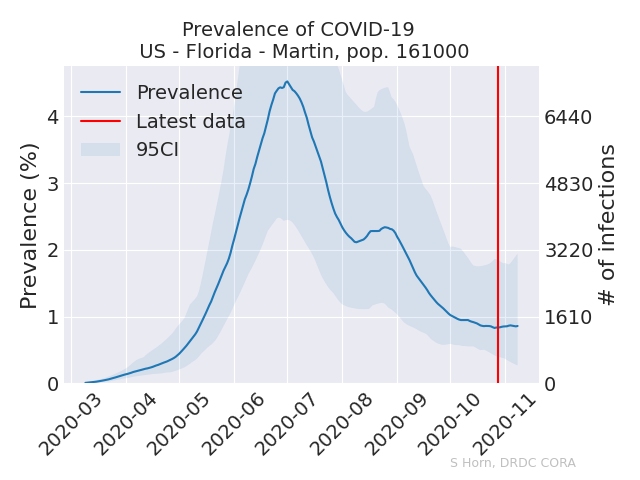 Prevalence of COVID-19
US - Florida - Martin, pop. 161000
Prevalence
Latest data
95CI
Prevalence (%)
4
3
2
1
0
# of infections
6440
4830
3220
1610
0
2020-03
2020-04
2020-05
2020-06
2020-07
2020-08
2020-09
2020-10
2020-11
S Horn, DRDC CORA